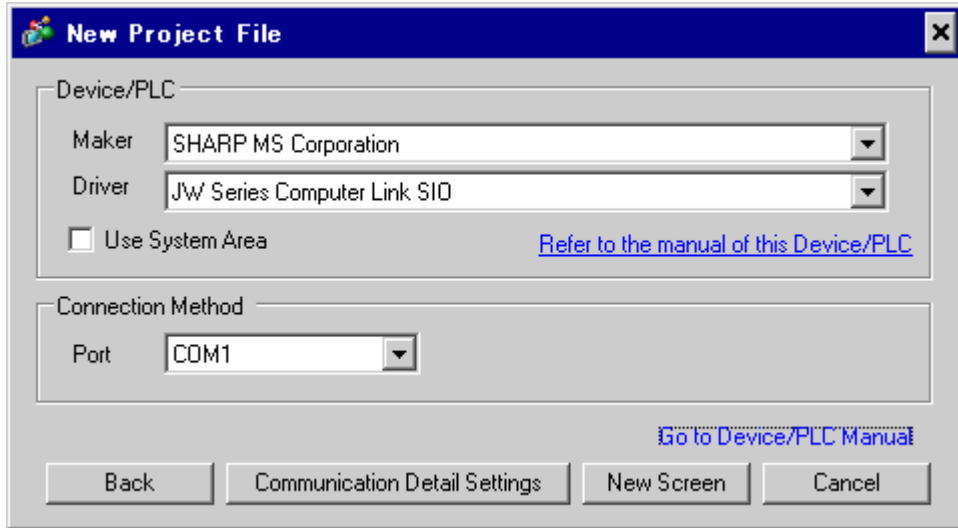 New Project File
Device/PLC
Maker SHARP MS Corporation
Driver JW Series Computer Link SIO
Use System Area Refer to the manual of this Device/PLC
Connection Method
Port COM1
Go to Device/PLC Manual
Back Communication Detail Settings New Screen Cancel